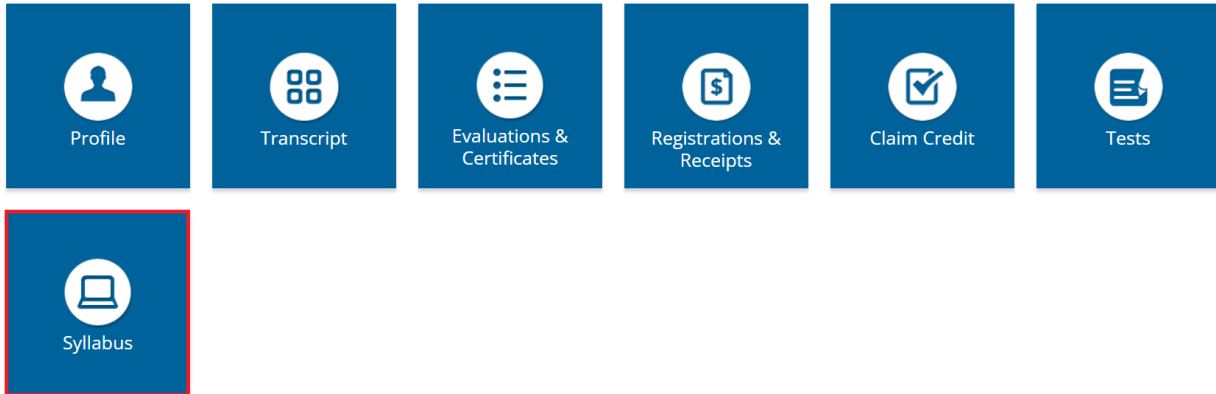 Profile
Transcript
Evaluations &
Certificates
Registrations &
Receipts
Claim Credit
Tests
Syllabus